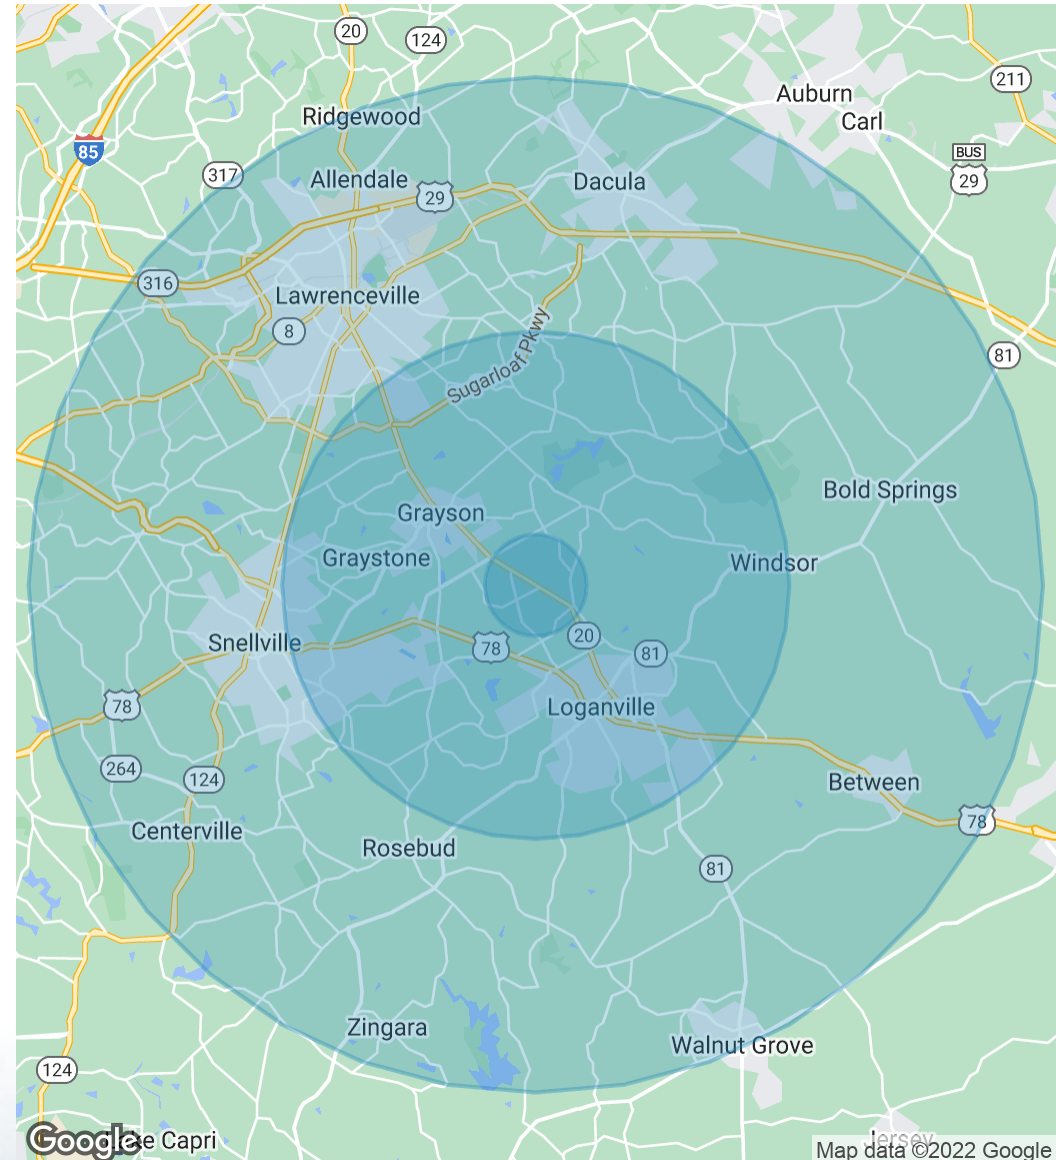 20
124
211
Auburn
Ridgewood
Carl
85
BUS
29
317
Allendale
Dacula
29
316
Lawrenceville
8
Sugarloaf Pkwy
81
Bold Springs
Grayson
Graystone
Windsor
20
Snellville
78
81
78
Loganville
264
124
Between
78
Centerville
Rosebud
81
Zingara
Walnut Grove
124
Google
Capri
Jersey
Map data ©2022 Google